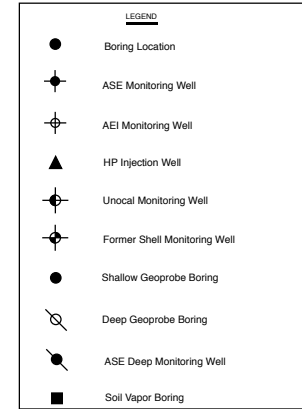 LEGEND
Boring Location
ASE Monitoring Well
AEI Monitoring Well
HP Injection Well
Unocal Monitoring Well
Former Shell Monitoring Well
Shallow Geoprobe Boring
Deep Geoprobe Boring
ASE Deep Monitoring Well
Soil Vapor Boring